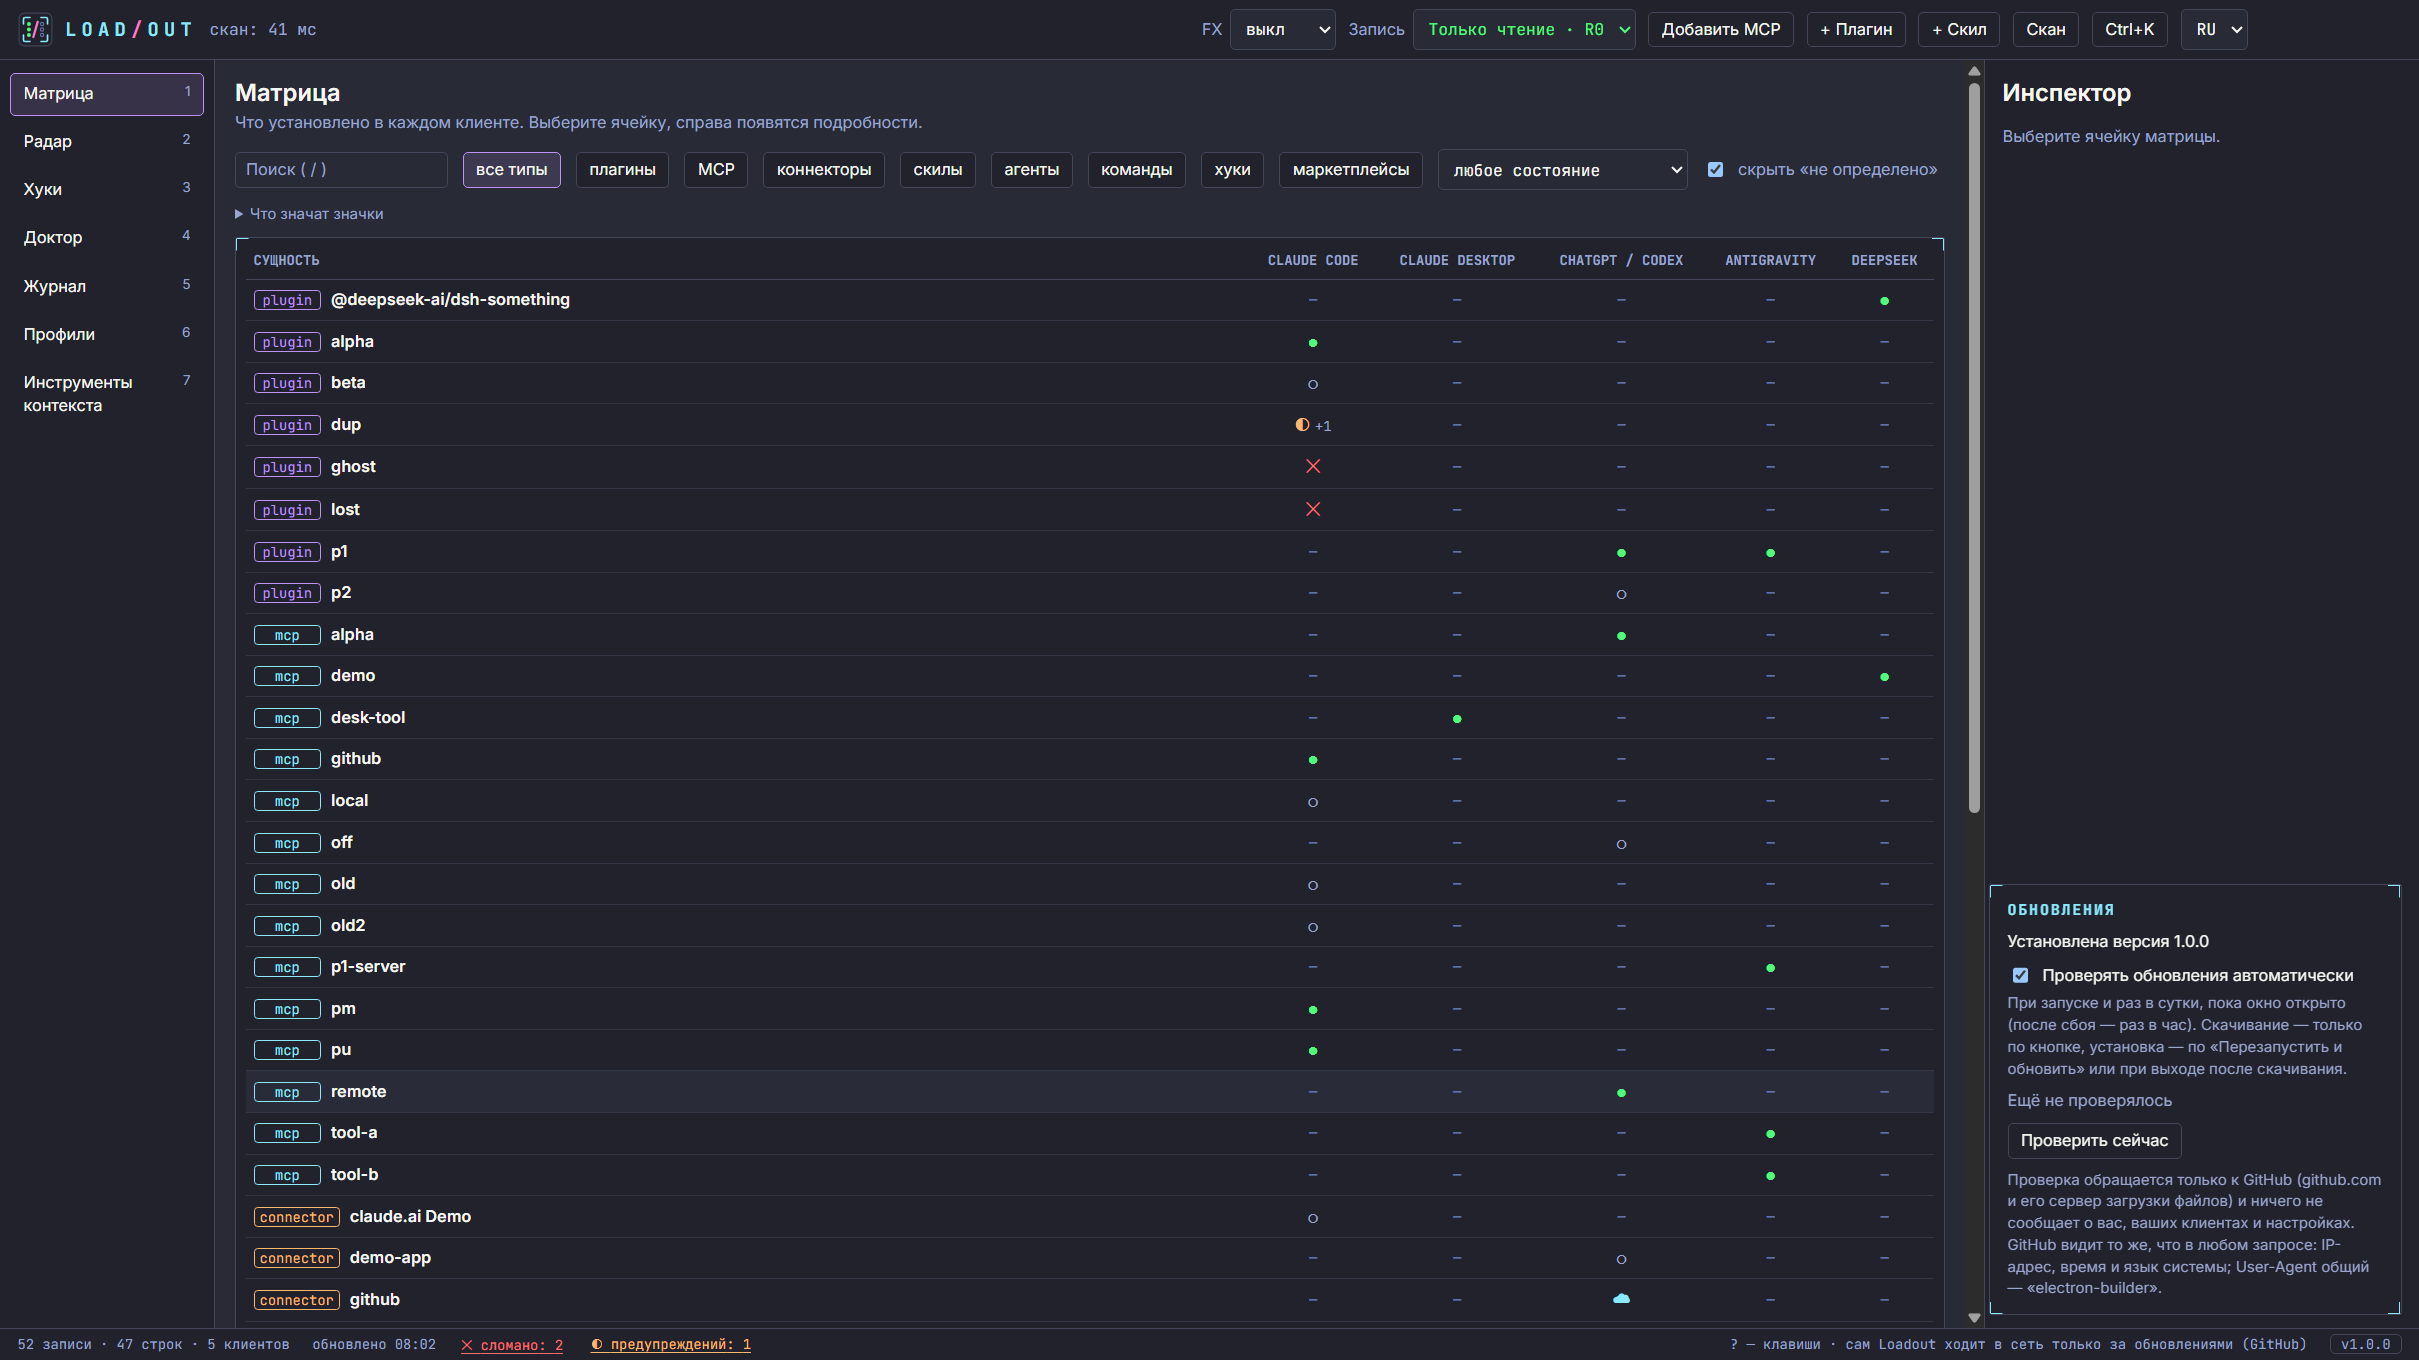 LOAD/OUT скан: 41 мс FX выкл Запись Только чтение · R0 Добавить MCP + Плагин + Скил Скан Ctrl+K RU
Матрица 1
Радар 2
Хуки 3
Доктор 4
Журнал 5
Профили 6
Инструменты контекста 7
Матрица
Что установлено в каждом клиенте. Выберите ячейку, справа появятся подробности.
Поиск ( / ) все типы плагины MCP коннекторы скилы агенты команды хуки маркетплейсы любое состояние скрыть «не определено»
Что значат значки
СУЩНОСТЬ CLAUDE CODE CLAUDE DESKTOP CHATGPT / CODEX ANTIGRAVITY DEEPSEEK
plugin @deepseek-ai/dsh-something – – – – ●
plugin alpha ● – – – –
plugin beta ○ – – – –
plugin dup ◐ +1 – – – –
plugin ghost ✕ – – – –
plugin lost ✕ – – – –
plugin p1 – – ● ● –
plugin p2 – – ○ – –
mcp alpha – – ● – –
mcp demo – – – – ●
mcp desk-tool – ● – – –
mcp github ● – – – –
mcp local ○ – – – –
mcp off – – ○ – –
mcp old ○ – – – –
mcp old2 ○ – – – –
mcp p1-server – – – ● –
mcp pm ● – – – –
mcp pu ● – – – –
mcp remote – – ● – –
mcp tool-a – – – ● –
mcp tool-b – – – ● –
connector claude.ai Demo ○ – – – –
connector demo-app – – ○ – –
connector github – – ☁ – –
Инспектор
Выберите ячейку матрицы.
ОБНОВЛЕНИЯ
Установлена версия 1.0.0
Проверять обновления автоматически
При запуске и раз в сутки, пока окно открыто
(после сбоя — раз в час). Скачивание — только
по кнопке, установка — по «Перезапустить и
обновить» или при выходе после скачивания.
Ещё не проверялось
Проверить сейчас
Проверка обращается только к GitHub (github.com
и его сервер загрузки файлов) и ничего не
сообщает о вас, ваших клиентах и настройках.
GitHub видит то же, что в любом запросе: IP-
адрес, время и язык системы; User-Agent общий
— «electron-builder».
52 записи · 47 строк · 5 клиентов обновлено 08:02 ✕ сломано: 2 ◐ предупреждений: 1 ? — клавиши · сам Loadout ходит в сеть только за обновлениями (GitHub) v1.0.0